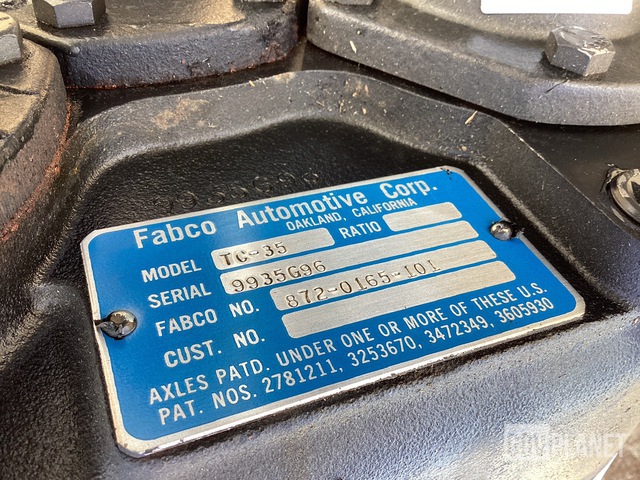 Fabco Automotive Corp.
OAKLAND, CALIFORNIA
MODEL TC-35 RATIO
SERIAL 9935G96
FABCO NO. 872-0165-101
CUST. NO.
AXLES PATD. UNDER ONE OR MORE OF THESE U.S.
PAT. NOS. 2781211, 3253670, 3472349, 3605930
GOVPLANET